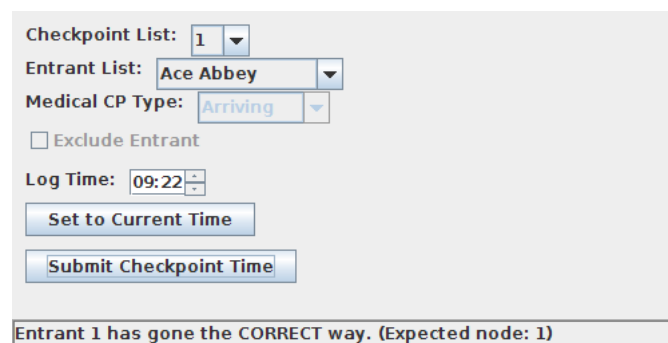 Checkpoint List: 1
Entrant List: Ace Abbey
Medical CP Type: Arriving
Exclude Entrant
Log Time: 09:22
Set to Current Time
Submit Checkpoint Time
Entrant 1 has gone the CORRECT way. (Expected node: 1)